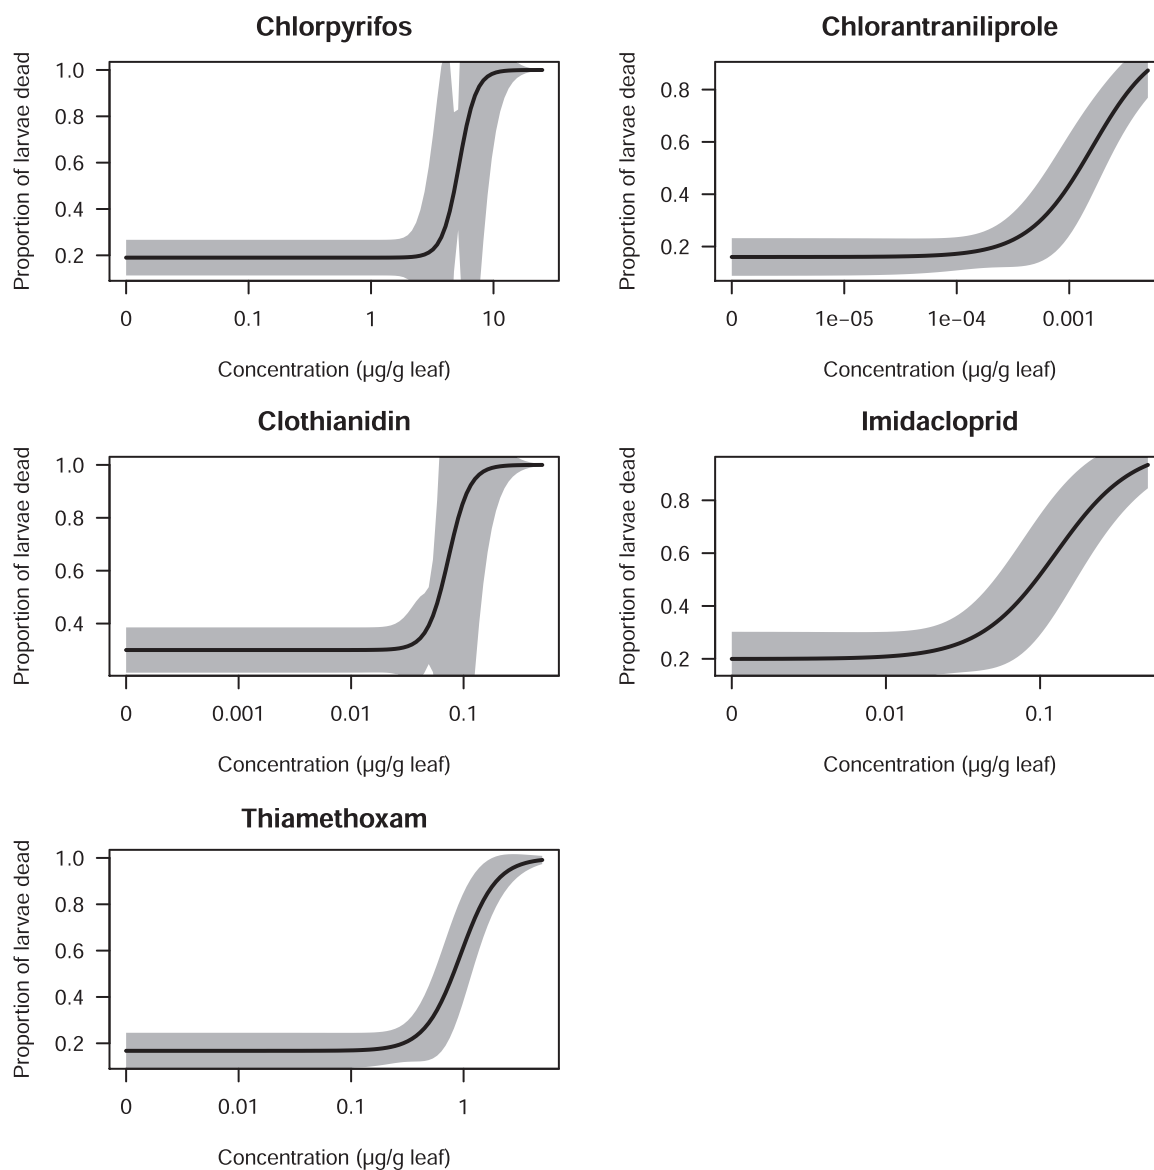 Chlorpyrifos
Proportion of larvae dead
1.0
0.8
0.6
0.4
0.2
0 0.1 1 10
Concentration (µg/g leaf)
Chlorantraniliprole
Proportion of larvae dead
0.8
0.6
0.4
0.2
0 1e−05 1e−04 0.001
Concentration (µg/g leaf)
Clothianidin
Proportion of larvae dead
1.0
0.8
0.6
0.4
0 0.001 0.01 0.1
Concentration (µg/g leaf)
Imidacloprid
Proportion of larvae dead
0.8
0.6
0.4
0.2
0 0.01 0.1
Concentration (µg/g leaf)
Thiamethoxam
Proportion of larvae dead
1.0
0.8
0.6
0.4
0.2
0 0.01 0.1 1
Concentration (µg/g leaf)